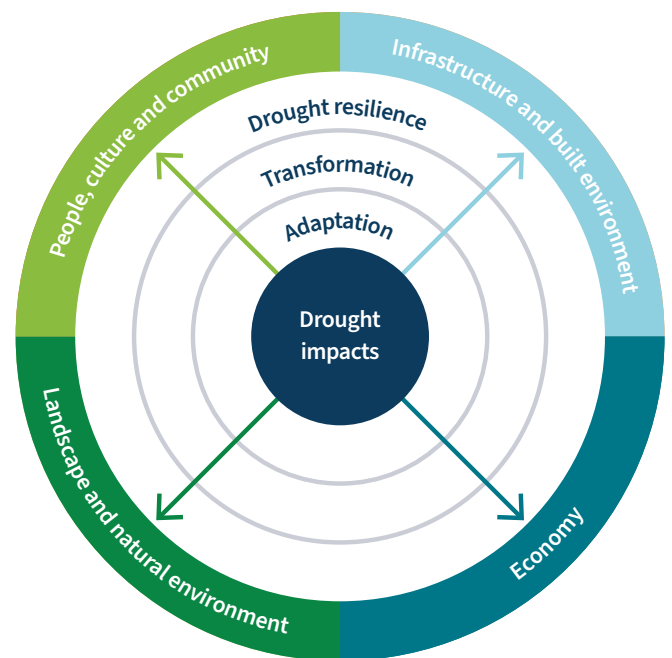 People, culture and community
Infrastructure and built environment
Drought resilience
Transformation
Adaptation
Drought
impacts
Landscape and natural environment
Economy